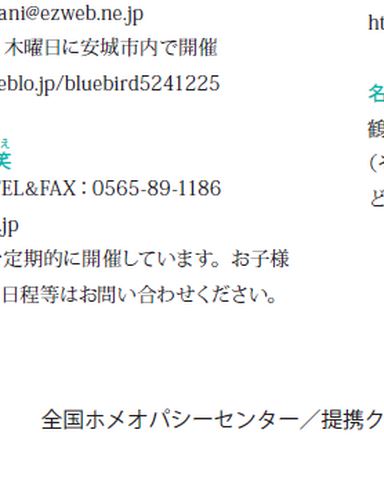 ani@ezweb.ne.jp
木曜日に安城市内で開催
eblo.jp/bluebird5241225
え
笑
TEL&FAX：0565-89-1186
.jp
定期的に開催しています。お子様
日程等はお問い合わせください。
全国ホメオパシーセンター／提携ク
ht
名
鶴
(そ
ど